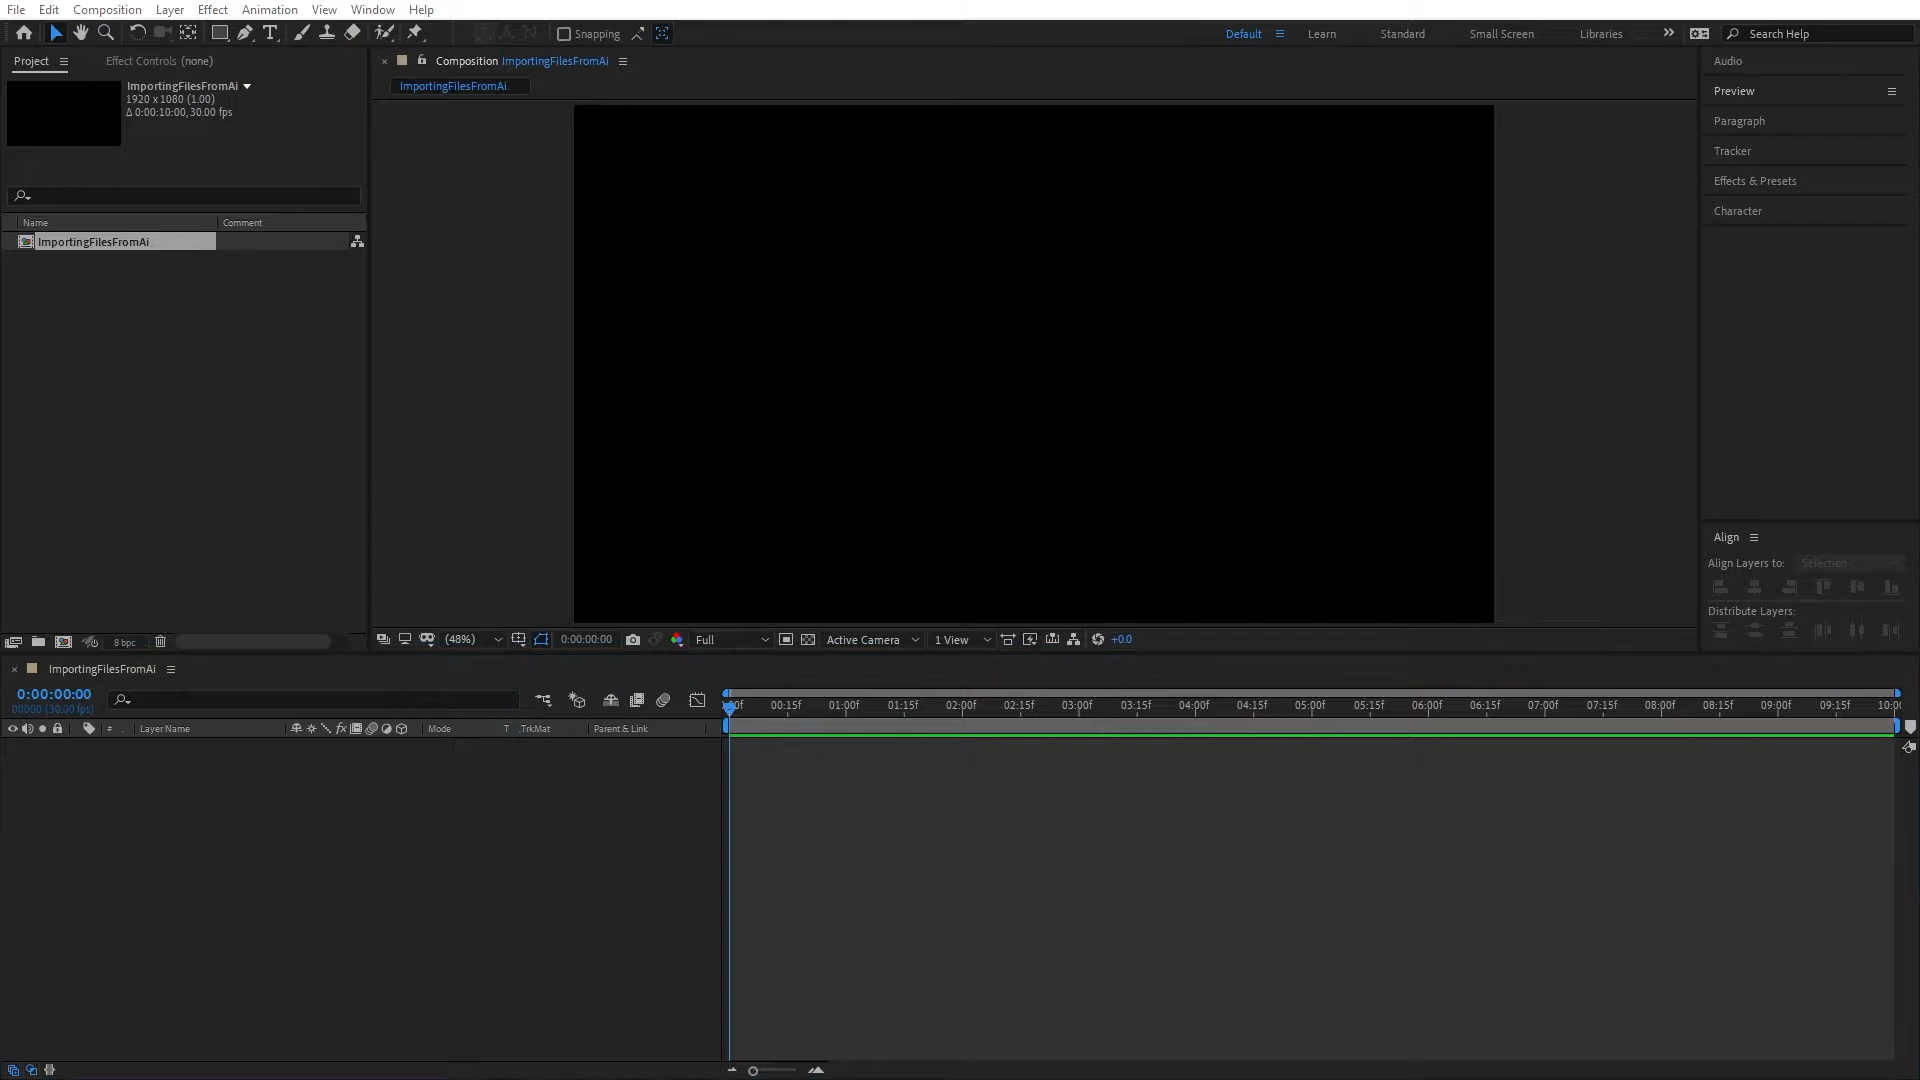 File Edit Composition Layer Effect Animation View Window Help
Snapping
Default Learn Standard Small Screen Libraries Search Help
Project Effect Controls (none)
ImportingFilesFromAi
1920 x 1080 (1.00)
Δ 0:00:10:00, 30.00 fps
Name Comment
ImportingFilesFromAi
8 bpc
Composition ImportingFilesFromAi
ImportingFilesFromAi
(48%) 0:00:00:00 Full Active Camera 1 View +0.0
Audio
Preview
Paragraph
Tracker
Effects & Presets
Character
Align
Align Layers to: Selection
Distribute Layers:
ImportingFilesFromAi
0:00:00:00
00000 (30.00 fps)
# Layer Name Mode T .TrkMat Parent & Link
:00f 00:15f 01:00f 01:15f 02:00f 02:15f 03:00f 03:15f 04:00f 04:15f 05:00f 05:15f 06:00f 06:15f 07:00f 07:15f 08:00f 08:15f 09:00f 09:15f 10:00